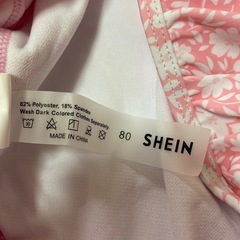 82% Polyester, 18% Spandex
Wash Dark Colored Clothes Separately
80 SHEIN
MADE IN CHINA